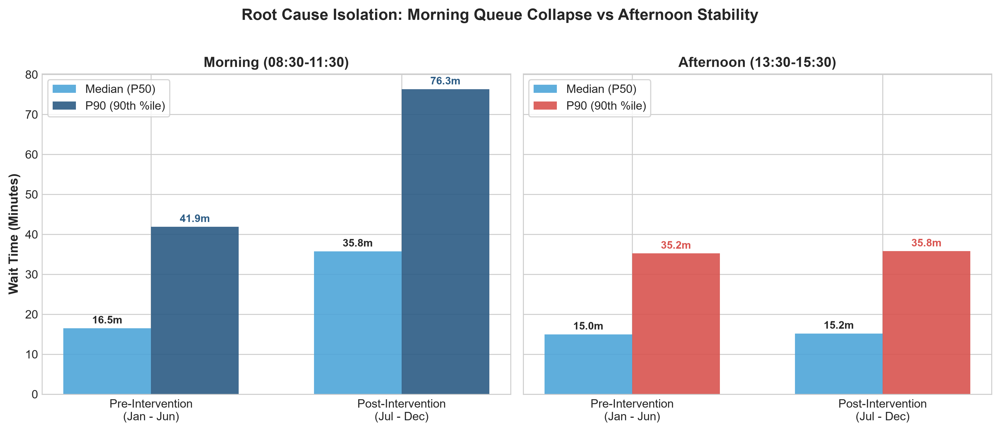 Root Cause Isolation: Morning Queue Collapse vs Afternoon Stability
Morning (08:30-11:30)
Median (P50)
P90 (90th %ile)
Wait Time (Minutes)
80
70
60
50
40
30
20
10
0
16.5m
41.9m
35.8m
76.3m
Pre-Intervention
(Jan - Jun)
Post-Intervention
(Jul - Dec)
Afternoon (13:30-15:30)
Median (P50)
P90 (90th %ile)
15.0m
35.2m
15.2m
35.8m
Pre-Intervention
(Jan - Jun)
Post-Intervention
(Jul - Dec)